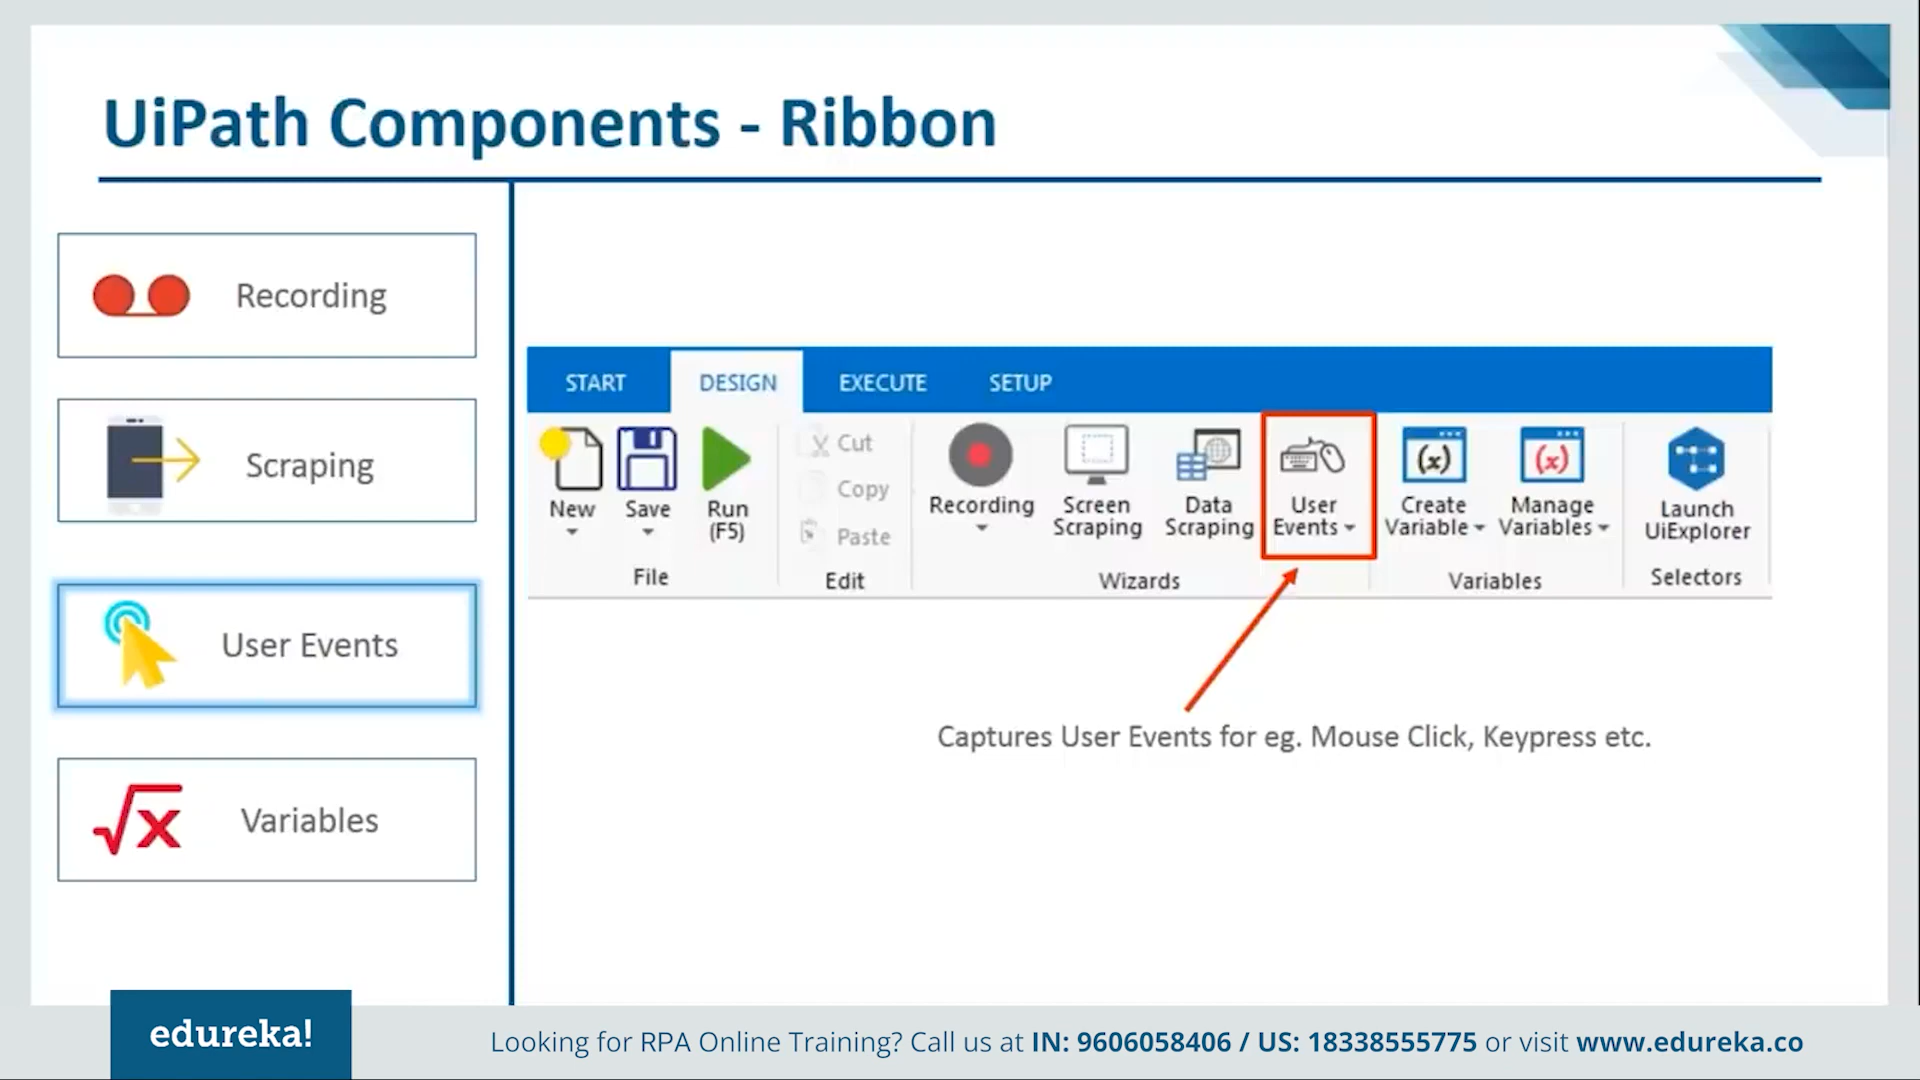 UiPath Components - Ribbon
Recording
Scraping
User Events
Variables
START DESIGN EXECUTE SETUP
New
Save
Run
(F5)
File
Cut
Copy
Paste
Edit
Recording
Screen
Scraping
Data
Scraping
User
Events
Wizards
(x)
Create
Variable
(x)
Manage
Variables
Variables
Launch
UiExplorer
Selectors
Captures User Events for eg. Mouse Click, Keypress etc.
edureka!
Looking for RPA Online Training? Call us at IN: 9606058406 / US: 18338555775 or visit www.edureka.co